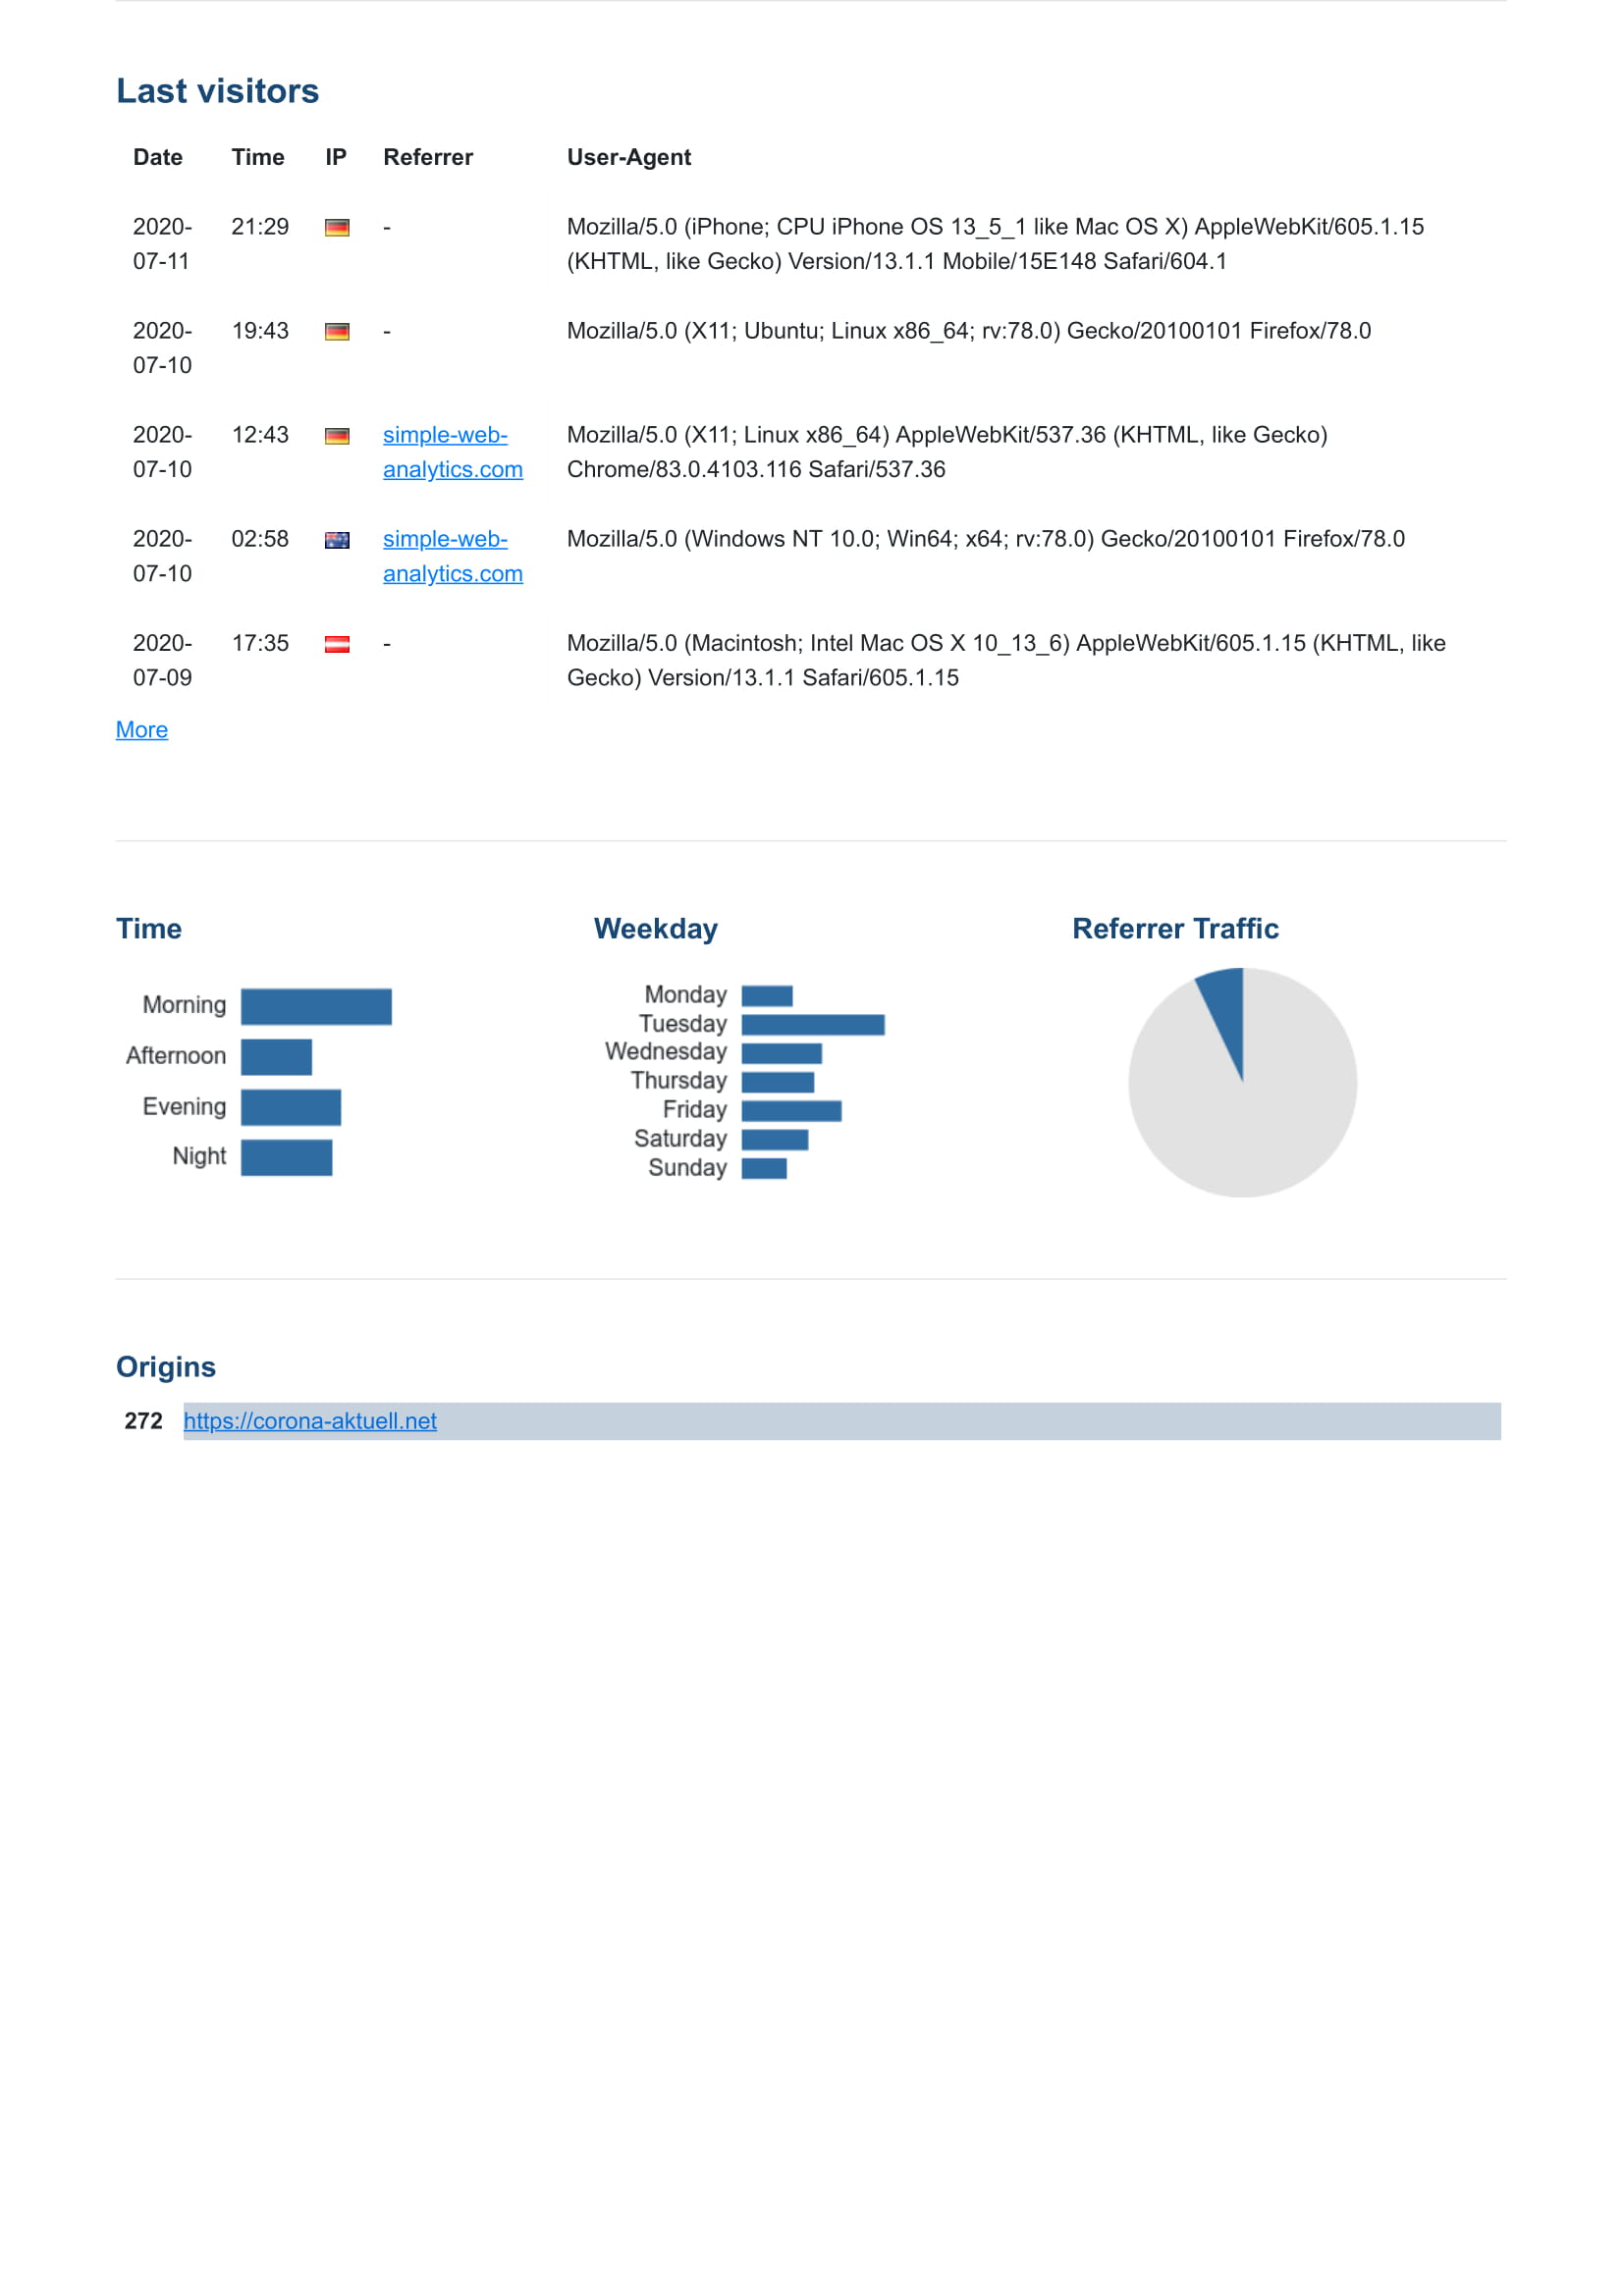 Last visitors
Date Time IP Referrer User-Agent
2020- 21:29 - Mozilla/5.0 (iPhone; CPU iPhone OS 13_5_1 like Mac OS X) AppleWebKit/605.1.15
07-11 (KHTML, like Gecko) Version/13.1.1 Mobile/15E148 Safari/604.1
2020- 19:43 - Mozilla/5.0 (X11; Ubuntu; Linux x86_64; rv:78.0) Gecko/20100101 Firefox/78.0
07-10
2020- 12:43 simple-web- Mozilla/5.0 (X11; Linux x86_64) AppleWebKit/537.36 (KHTML, like Gecko)
07-10 analytics.com Chrome/83.0.4103.116 Safari/537.36
2020- 02:58 simple-web- Mozilla/5.0 (Windows NT 10.0; Win64; x64; rv:78.0) Gecko/20100101 Firefox/78.0
07-10 analytics.com
2020- 17:35 - Mozilla/5.0 (Macintosh; Intel Mac OS X 10_13_6) AppleWebKit/605.1.15 (KHTML, like
07-09 Gecko) Version/13.1.1 Safari/605.1.15
More
Time
Morning
Afternoon
Evening
Night
Weekday
Monday
Tuesday
Wednesday
Thursday
Friday
Saturday
Sunday
Referrer Traffic
Origins
272 https://corona-aktuell.net